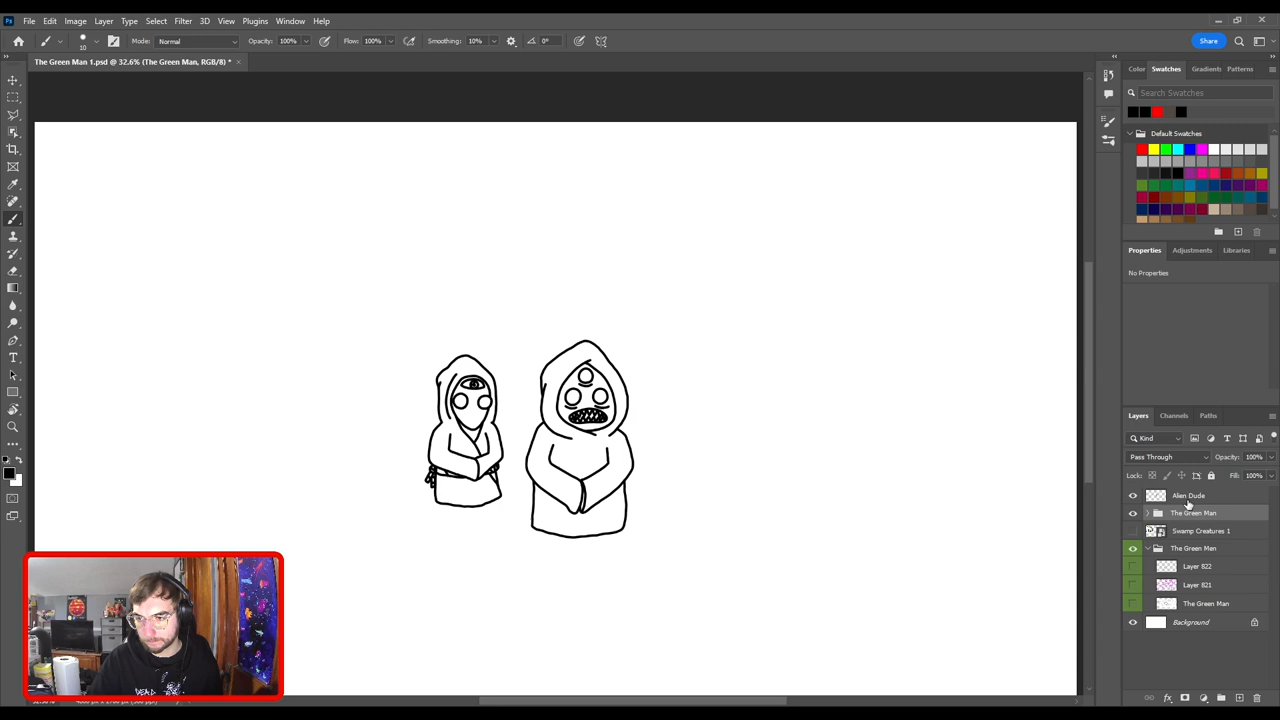 File Edit Image Layer Type Select Filter 3D View Plugins Window Help
10 Mode: Normal Opacity: 100% Flow: 100% Smoothing: 10% 0° Share
The Green Man 1.psd @ 32.6% (The Green Man, RGB/8) *
Color Swatches Gradients Patterns
Search Swatches
Default Swatches
Properties Adjustments Libraries
No Properties
Layers Channels Paths
Kind
Pass Through Opacity: 100%
Lock: Fill: 100%
Alien Dude
The Green Man
Swamp Creatures 1
The Green Men
Layer 822
Layer 821
The Green Man
Background
DEAD